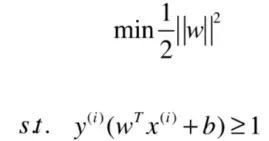 min 1/2 ||w||²
s.t. y⁽ⁱ⁾(wᵀx⁽ⁱ⁾ + b) ≥ 1